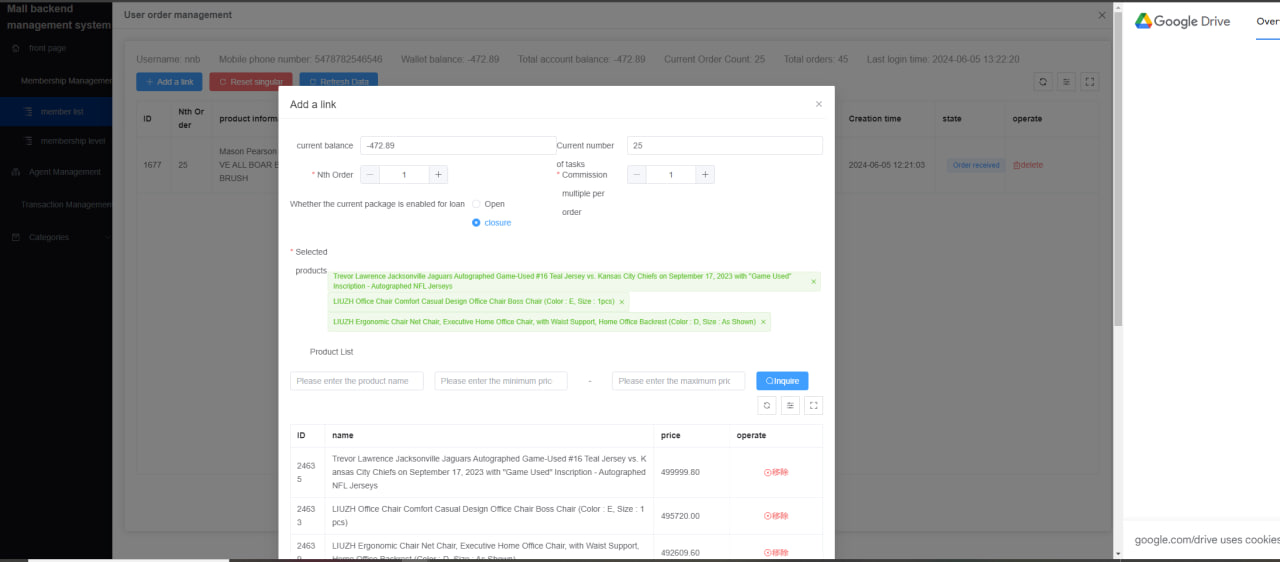 Mall backend
management system
front page
Membership Managemen
member list
membership level
Agent Management
Transaction Managemen
Categories
User order management
Username: nnb Mobile phone number: 5478782546546 Wallet balance: -472.89 Total account balance: -472.89 Current Order Count. 25 Total orders: 45 Last login time: 2024-06-05 13:22:20
+ Add a link Reset singular Refresh Data
ID Nth Or product inform Creation time state operate
der
Mason Pearson
1677 25 VE ALL BOAR B 2024-06-05 12:21:03 Order received delete
BRUSH
Add a link
current balance -472.89 Current number 25
of tasks
* Nth Order 1 * Commission 1
multiple per
order
Whether the current package is enabled for loan Open
closure
* Selected
products
Trevor Lawrence Jacksonville Jaguars Autographed Game-Used #16 Teal Jersey vs. Kansas City Chiefs on September 17, 2023 with "Game Used"
Inscription - Autographed NFL Jerseys
LIUZH Office Chair Comfort Casual Design Office Chair Boss Chair (Color : E, Size : 1pcs)
LIUZH Ergonomic Chair Net Chair, Executive Home Office Chair, with Waist Support, Home Office Backrest (Color : D, Size : As Shown)
Product List
Please enter the product name Please enter the minimum pric - Please enter the maximum pric Inquire
ID name price operate
Trevor Lawrence Jacksonville Jaguars Autographed Game-Used #16 Teal Jersey vs. K
2463 ansas City Chiefs on September 17, 2023 with "Game Used" Inscription - Autographed 499999.80 移除
5 NFL Jerseys
2463 LIUZH Office Chair Comfort Casual Design Office Chair Boss Chair (Color : E, Size : 1 495720.00 移除
3 pcs)
2463 LIUZH Ergonomic Chair Net Chair, Executive Home Office Chair, with Waist Support, 492609.60 移除
Home Office Backrest (Color : D, Size : As Shown)
Google Drive Over
google.com/drive uses cookies